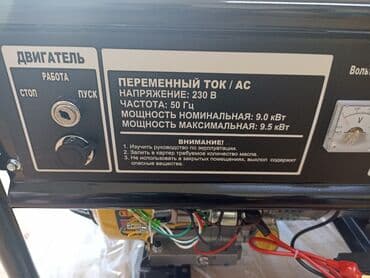 ДВИГАТЕЛЬ
РАБОТА
СТОП ПУСК
ПЕРЕМЕННЫЙ ТОК / AC
НАПРЯЖЕНИЕ: 230 В
ЧАСТОТА: 50 Гц
МОЩНОСТЬ НОМИНАЛЬНАЯ: 9.0 кВт
МОЩНОСТЬ МАКСИМАЛЬНАЯ: 9.5 кВт
ВНИМАНИЕ!
1. Изучить руководство по эксплуатации.
2. Залить в картер требуемое количество масла.
3. Не использовать в закрытых помещениях, выхлоп содержит
опасные вещества.
V